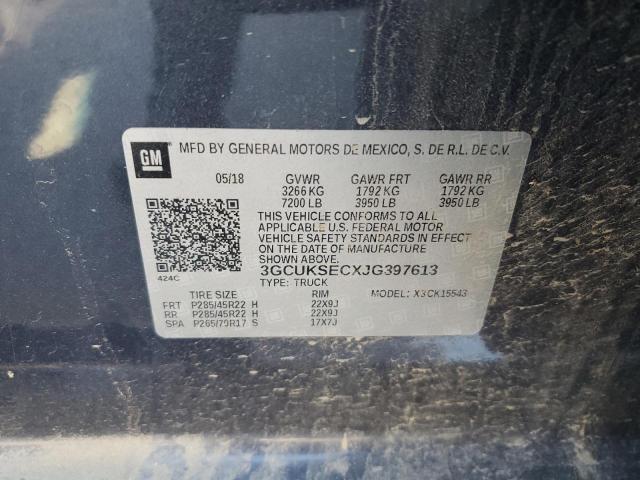 GM MFD BY GENERAL MOTORS DE MEXICO, S. DE R.L. DE C.V.
05/18 GVWR GAWR FRT GAWR RR
3266 KG 1792 KG 1792 KG
7200 LB 3950 LB 3950 LB
THIS VEHICLE CONFORMS TO ALL
APPLICABLE U.S. FEDERAL MOTOR
VEHICLE SAFETY STANDARDS IN EFFECT
ON THE DATE OF MANUFACTURE
SHOWN ABOVE.
424C 3GCUKSECXJG397613
TYPE: TRUCK
TIRE SIZE RIM MODEL: X3CK15543
FRT P285/45R22 H 22X9J
RR P285/45R22 H 22X9J
SPA P265/70R17 S 17X7J